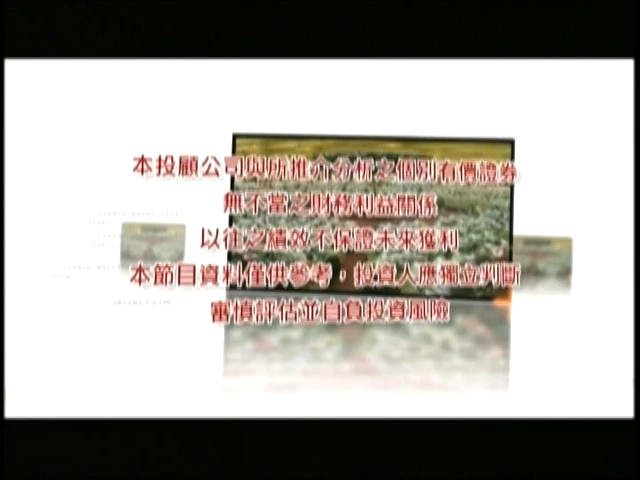 本投顧公司與所推介分析之個別有價證券
無不當之財務利益關係
以往之績效不保證未來獲利
本節目資料僅供參考，投資人應獨立判斷
審慎評估並自負投資風險